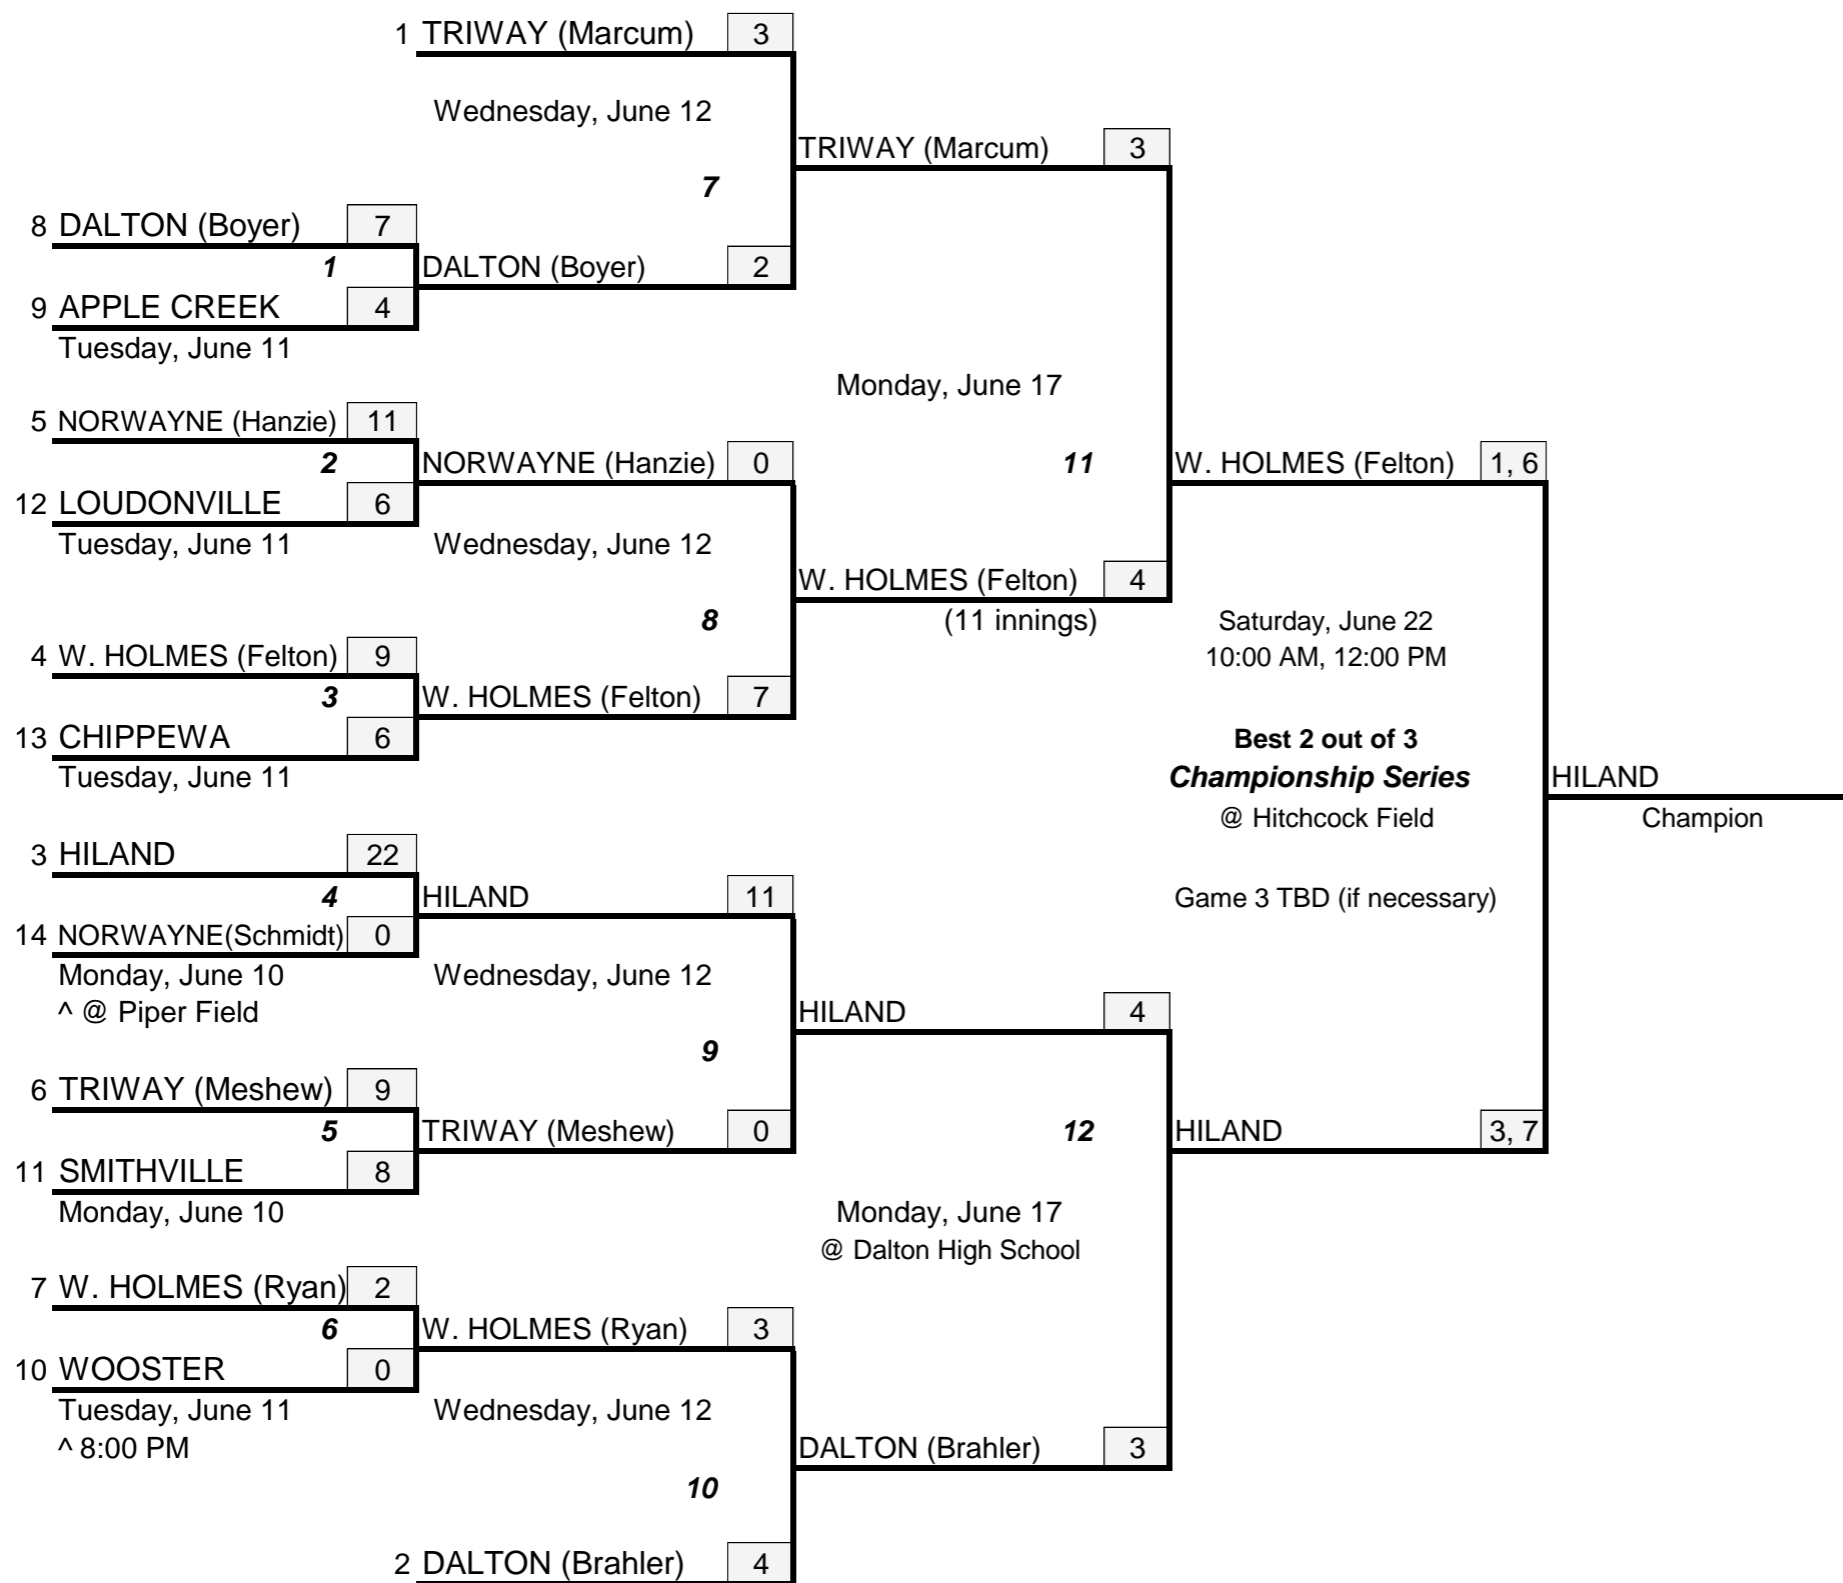 1 TRIWAY (Marcum) 3
Wednesday, June 12
TRIWAY (Marcum) 3
7
8 DALTON (Boyer) 7
1
DALTON (Boyer) 2
9 APPLE CREEK 4
Tuesday, June 11
Monday, June 17
5 NORWAYNE (Hanzie) 11
2
NORWAYNE (Hanzie) 0
11
W. HOLMES (Felton) 1, 6
12 LOUDONVILLE 6
Tuesday, June 11
Wednesday, June 12
W. HOLMES (Felton) 4
(11 innings)
8
Saturday, June 22
10:00 AM, 12:00 PM
4 W. HOLMES (Felton) 9
3
W. HOLMES (Felton) 7
13 CHIPPEWA 6
Tuesday, June 11
Best 2 out of 3
Championship Series
@ Hitchcock Field
HILAND
Champion
3 HILAND 22
4
HILAND 11
Game 3 TBD (if necessary)
14 NORWAYNE(Schmidt) 0
Monday, June 10
^ @ Piper Field
Wednesday, June 12
HILAND 4
9
6 TRIWAY (Meshew) 9
5
TRIWAY (Meshew) 0
12
HILAND 3, 7
11 SMITHVILLE 8
Monday, June 10
Monday, June 17
@ Dalton High School
7 W. HOLMES (Ryan) 2
6
W. HOLMES (Ryan) 3
10 WOOSTER 0
Tuesday, June 11
^ 8:00 PM
Wednesday, June 12
DALTON (Brahler) 3
10
2 DALTON (Brahler) 4